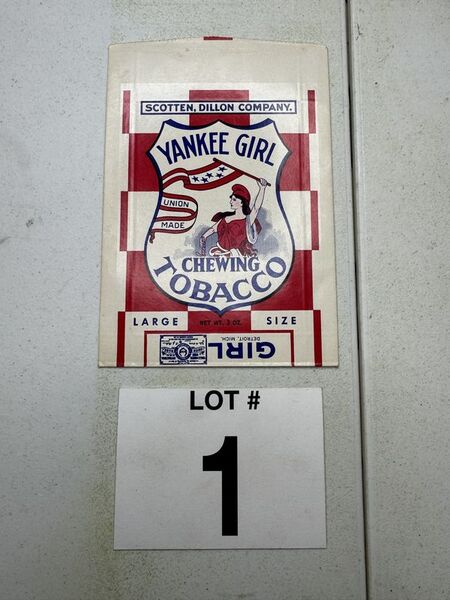 SCOTTEN, DILLON COMPANY.
YANKEE GIRL
UNION
MADE
CHEWING
TOBACCO
LARGE NET WT. 3 OZ. SIZE
GIRL
DETROIT, MICH.
LOT #
1